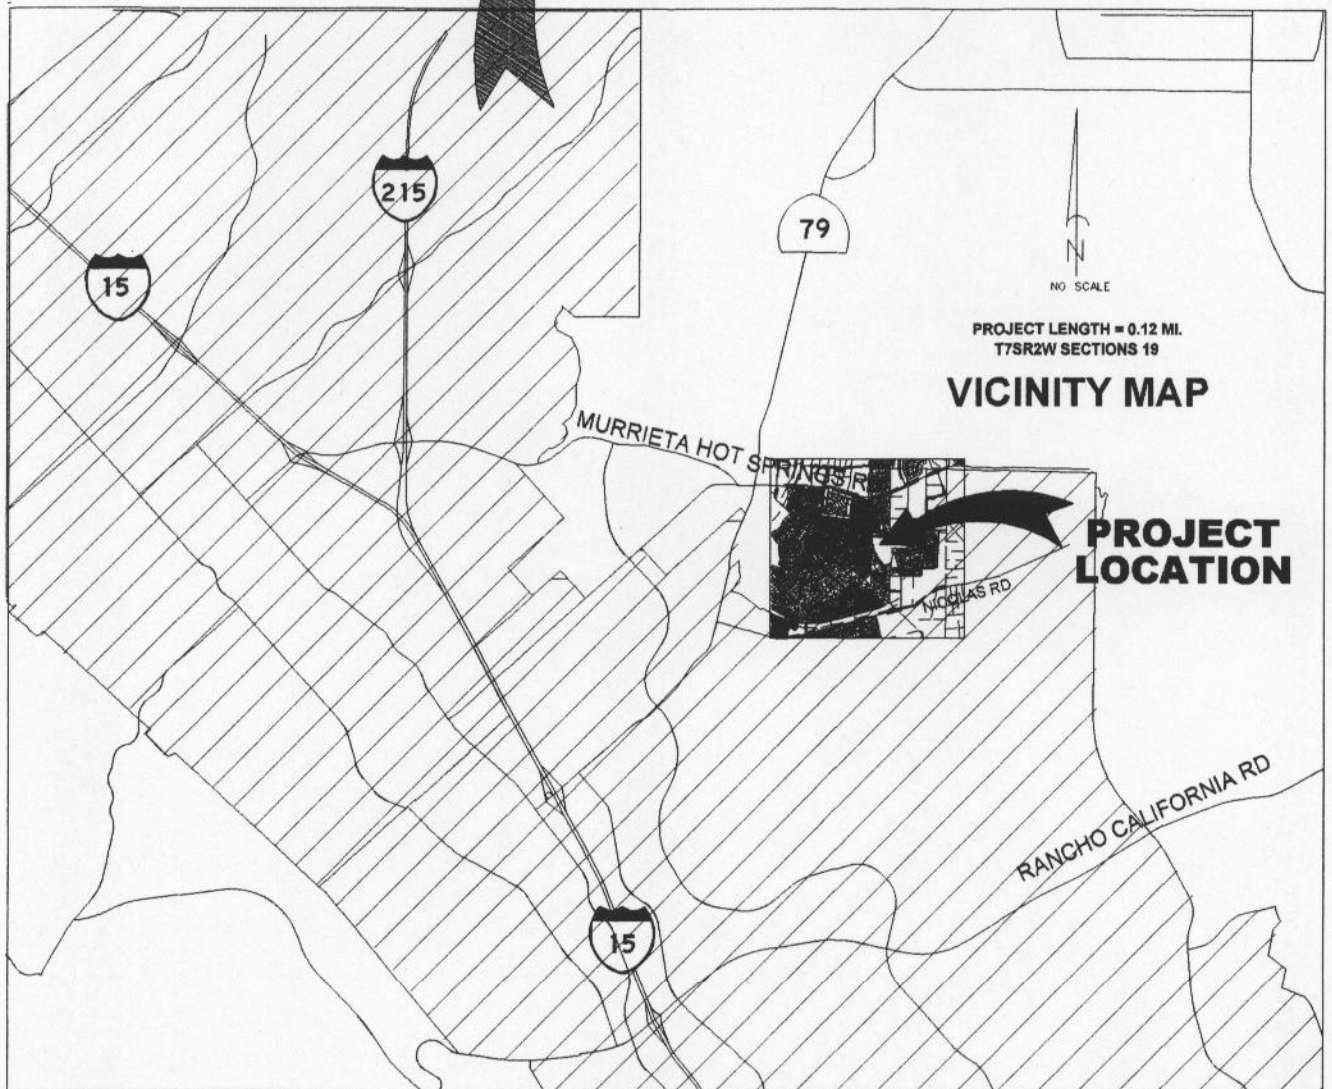 215
79
15
N
NO SCALE
PROJECT LENGTH = 0.12 MI.
T7SR2W SECTIONS 19
VICINITY MAP
MURRIETA HOT SPRINGS R
PROJECT
LOCATION
NICOLAS RD
RANCHO CALIFORNIA RD
15